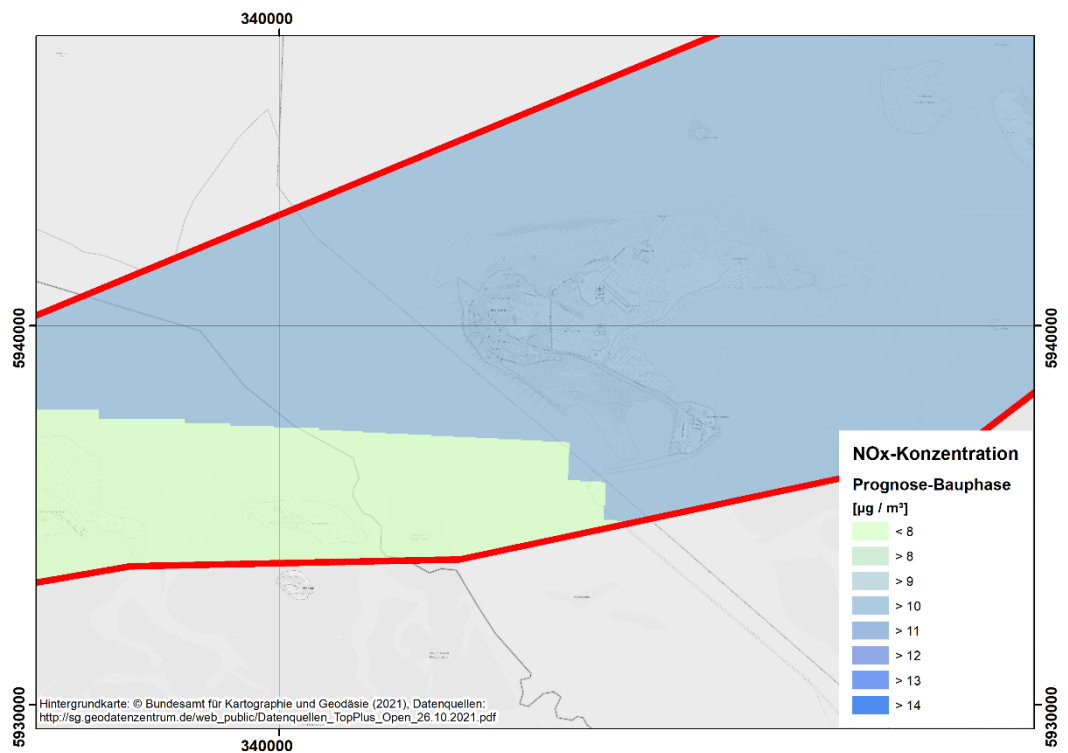 340000
5940000
5940000
NOx-Konzentration
Prognose-Bauphase
[µg / m³]
< 8
> 8
> 9
> 10
> 11
> 12
> 13
> 14
Hintergrundkarte: © Bundesamt für Kartographie und Geodäsie (2021), Datenquellen:
http://sg.geodatenzentrum.de/web_public/Datenquellen_TopPlus_Open_26.10.2021.pdf
5930000
5930000
340000